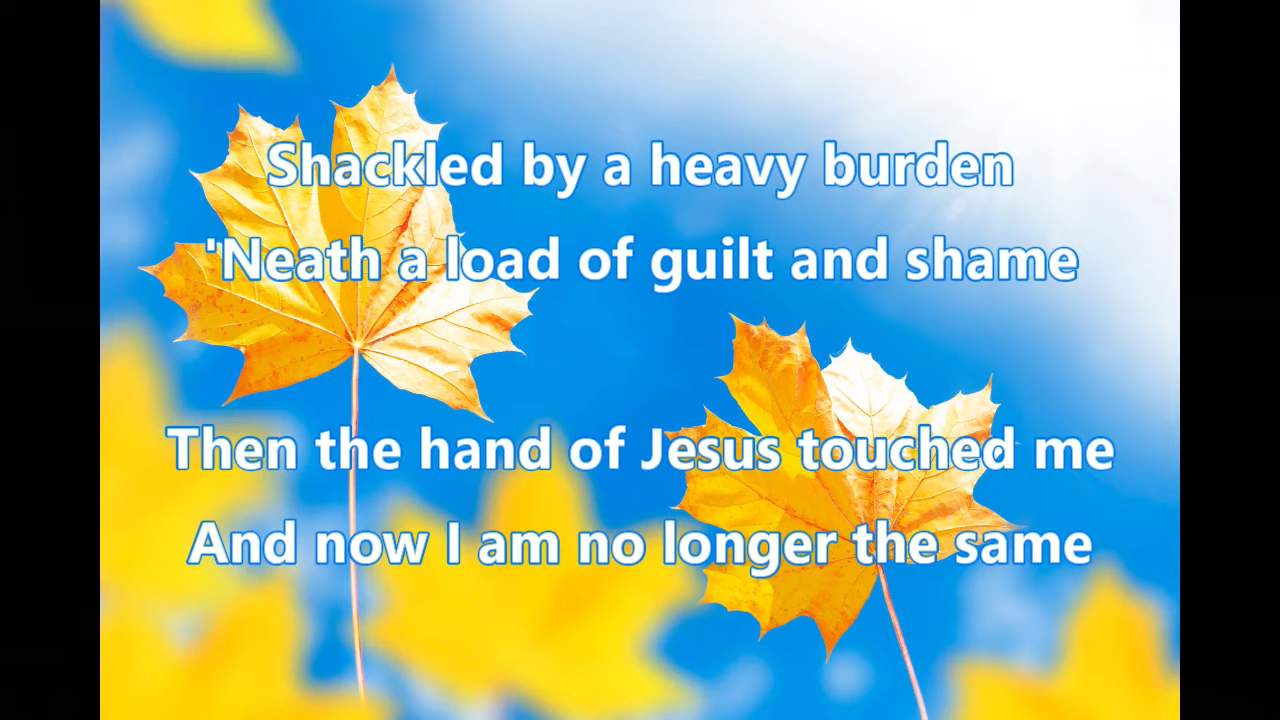 Shackled by a heavy burden
'Neath a load of guilt and shame
Then the hand of Jesus touched me
And now I am no longer the same